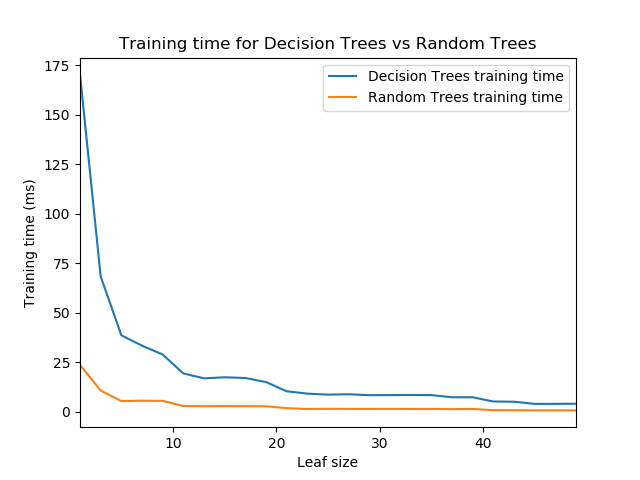 Training time for Decision Trees vs Random Trees
Decision Trees training time
Random Trees training time
175
150
125
100
75
50
25
0
Training time (ms)
10 20 30 40
Leaf size